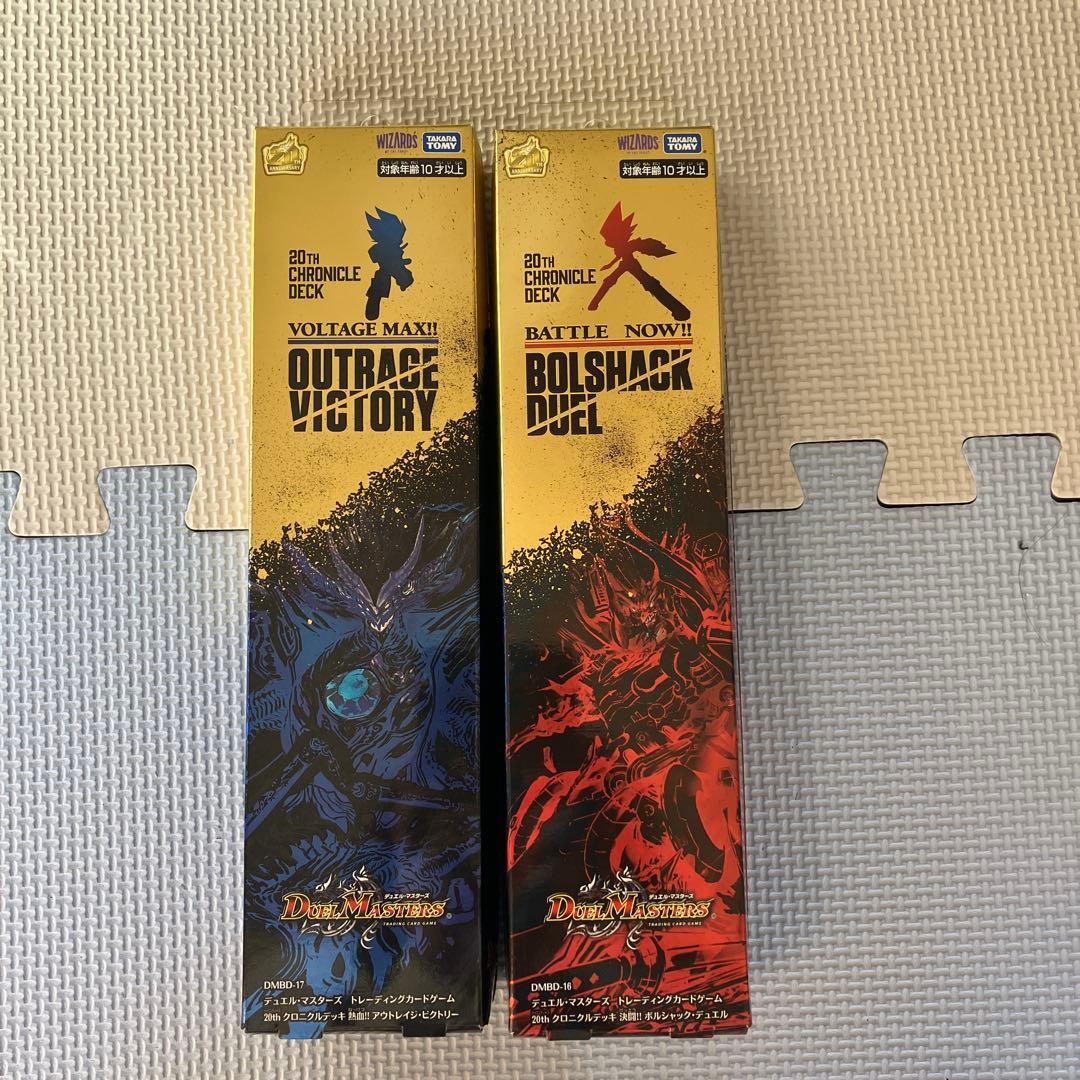 20TH
ANNIVERSARY
WIZARDS
TAKARA
TOMY
対象年齢10才以上
20TH
CHRONICLE
DECK
VOLTAGE MAX!!
OUTRAGE
VICTORY
デュエル・マスターズ
DUEL MASTERS
TRADING CARD GAME
DMBD-17
デュエル・マスターズ トレーディングカードゲーム
20th クロニクルデッキ 熱血!! アウトレイジ・ビクトリー
ANNIVERSARY
WIZARDS
TAKARA
TOMY
対象年齢10才以上
20TH
CHRONICLE
DECK
BATTLE NOW!!
BOLSHACK
DUEL
デュエル・マスターズ
DUEL MASTERS
TRADING CARD GAME
DMBD-16
デュエル・マスターズ トレーディングカードゲーム
20th クロニクルデッキ 決闘!! ボルシャック・デュエル